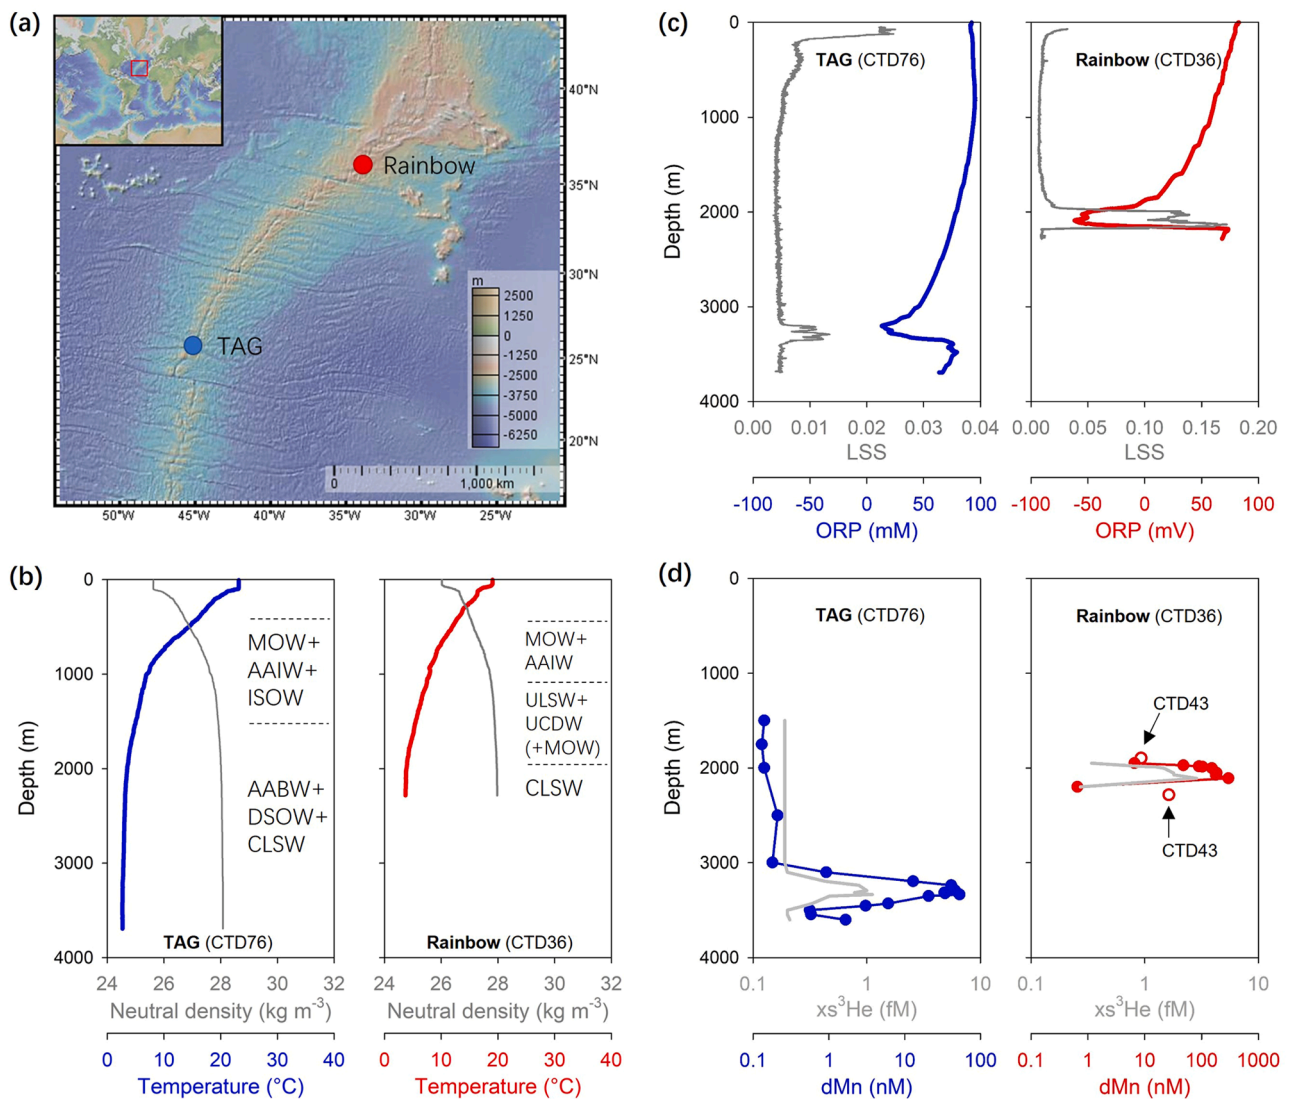 (a)
Rainbow
TAG
m
2500
1250
0
-1250
-2500
-3750
-5000
-6250
0
1,000 km
40°N
35°N
30°N
25°N
20°N
50°W
45°W
40°W
35°W
30°W
25°W
(b)
0
1000
2000
3000
4000
Depth (m)
MOW+
AAIW+
ISOW
AABW+
DSOW+
CLSW
TAG (CTD76)
24 26 28 30 32
Neutral density (kg m-3)
0 10 20 30 40
Temperature (°C)
MOW+
AAIW
ULSW+
UCDW
(+MOW)
CLSW
Rainbow (CTD36)
24 26 28 30 32
Neutral density (kg m-3)
0 10 20 30 40
Temperature (°C)
(c)
0
1000
2000
3000
4000
Depth (m)
TAG (CTD76)
0.00 0.01 0.02 0.03 0.04
LSS
-100 -50 0 50 100
ORP (mM)
Rainbow (CTD36)
0.00 0.05 0.10 0.15 0.20
LSS
-100 -50 0 50 100
ORP (mV)
(d)
0
1000
2000
3000
4000
Depth (m)
TAG (CTD76)
0.1 1 10
xs3He (fM)
0.1 1 10 100
dMn (nM)
Rainbow (CTD36)
CTD43
CTD43
0.1 1 10
xs3He (fM)
0.1 1 10 100 1000
dMn (nM)